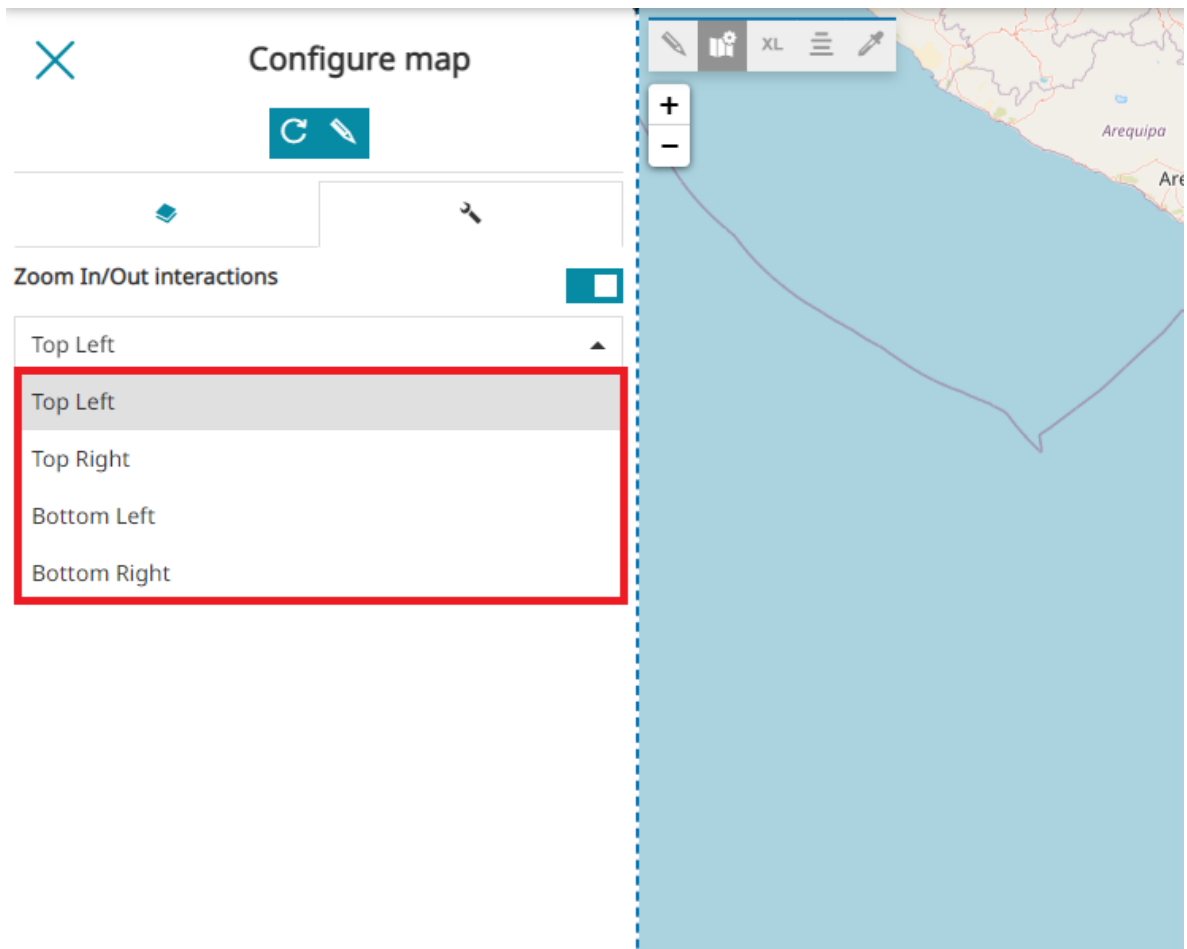 Configure map
Zoom In/Out interactions
Top Left
Top Left
Top Right
Bottom Left
Bottom Right
XL
+
−
Arequipa
Are